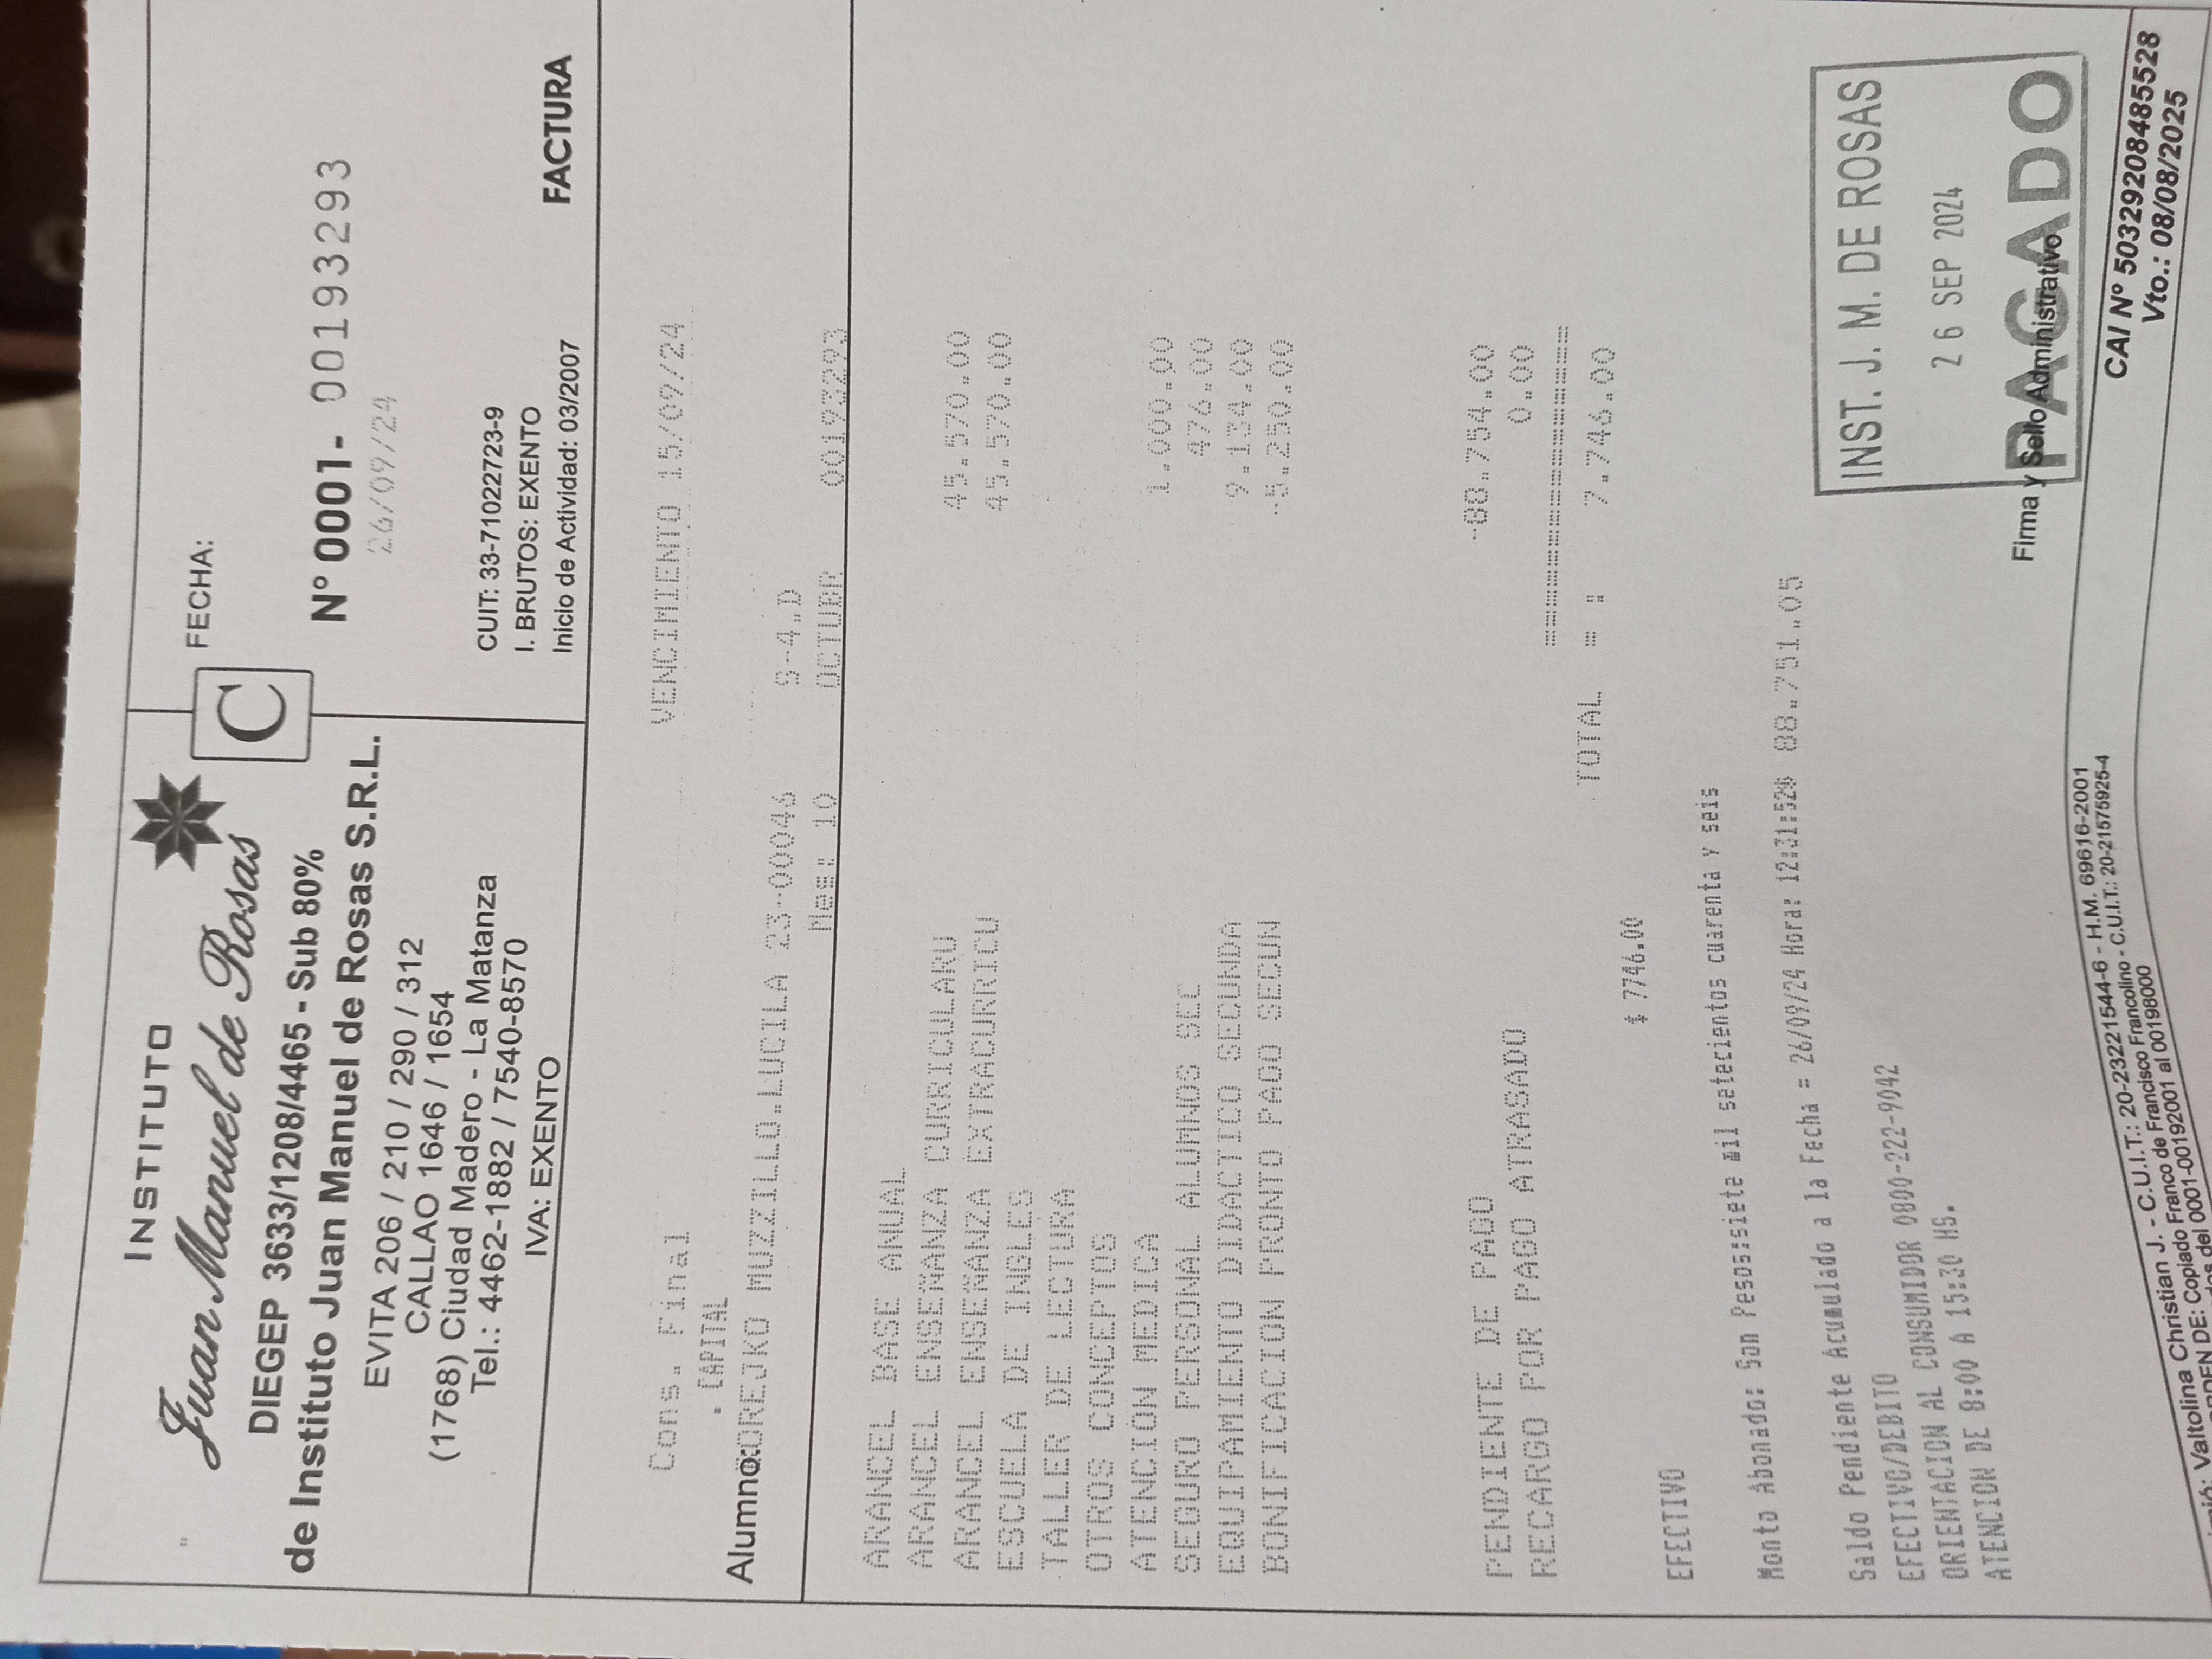 INSTITUTO
Juan Manuel de Rosas
DIEGEP 3633/1208/4465 - Sub 80%
de Instituto Juan Manuel de Rosas S.R.L.
EVITA 206 / 210 / 290 / 312
CALLAO 1646 / 1654
(1768) Ciudad Madero - La Matanza
Tel.: 4462-1882 / 7540-8570
IVA: EXENTO
C
FECHA:
N° 0001- 00193293
26/09/24
CUIT: 33-71022723-9
I. BRUTOS: EXENTO
Inicio de Actividad: 03/2007
FACTURA
Cons. Final VENCIMIENTO 15/09/24
. CAPITAL
Alumno: MUZZILLO.LUCILA 23-00046 S-4.D
Mes: 10 OCTUBR 00193293
ARANCEL BASE ANUAL
ARANCEL ENSEÑANZA CURRICULARU 45.570.00
ARANCEL ENSEÑANZA EXTRACURRICU 45.570.00
ESCUELA DE INGLES
TALLER DE LECTURA
OTROS CONCEPTOS
ATENCION MEDICA 1.000.00
SEGURO PERSONAL ALUMNOS SEC 476.00
EQUIPAMIENTO DIDACTICO SECUNDA 9.134.00
BONIFICACION PRONTO PAGO SECUN -5.250.00
PENDIENTE DE PAGO -88.754.00
RECARGO POR PAGO ATRASADO 0.00
================
TOTAL = : 7.746.00
$ 7746.00
EFECTIVO
Monto Abonado: Son Pesos:siete mil setecientos cuarenta y seis
Saldo Pendiente Acumulado a la Fecha = 26/09/24 Hora: 12:31:52$ 88.751.05
EFECTIVO/DEBITO
ORIENTACION AL CONSUMIDOR 0800-222-9042
ATENCION DE 8:00 A 15:30 HS.
INST. J. M. DE ROSAS
26 SEP 2024
PAGADO
Firma y Sello Administrativo
Valtolina Christian J. - C.U.I.T.: 20-23221544-6 - H.M. 69616-2001
DE: Copiado Franco de Francisco Francolino - C.U.I.T.: 20-21575925-4
del 0001-00192001 al 00198000
CAI Nº 50329208485528
Vto.: 08/08/2025